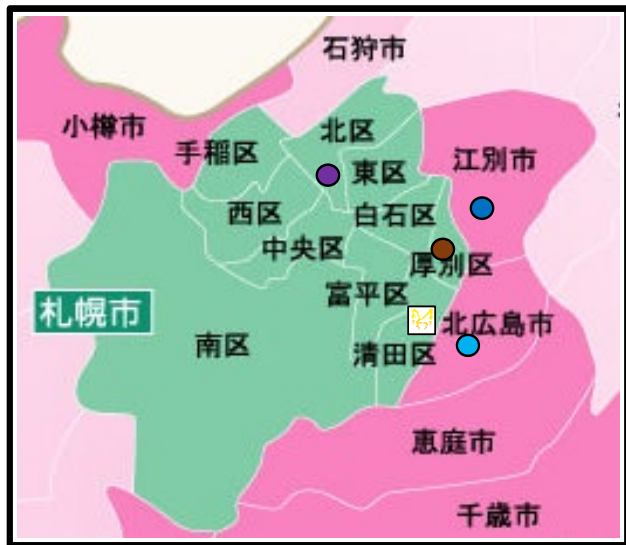 石狩市
小樽市
北区
手稲区
江別市
東区
西区
白石区
中央区
厚別区
富平区
札幌市
北広島市
南区
清田区
恵庭市
千歳市